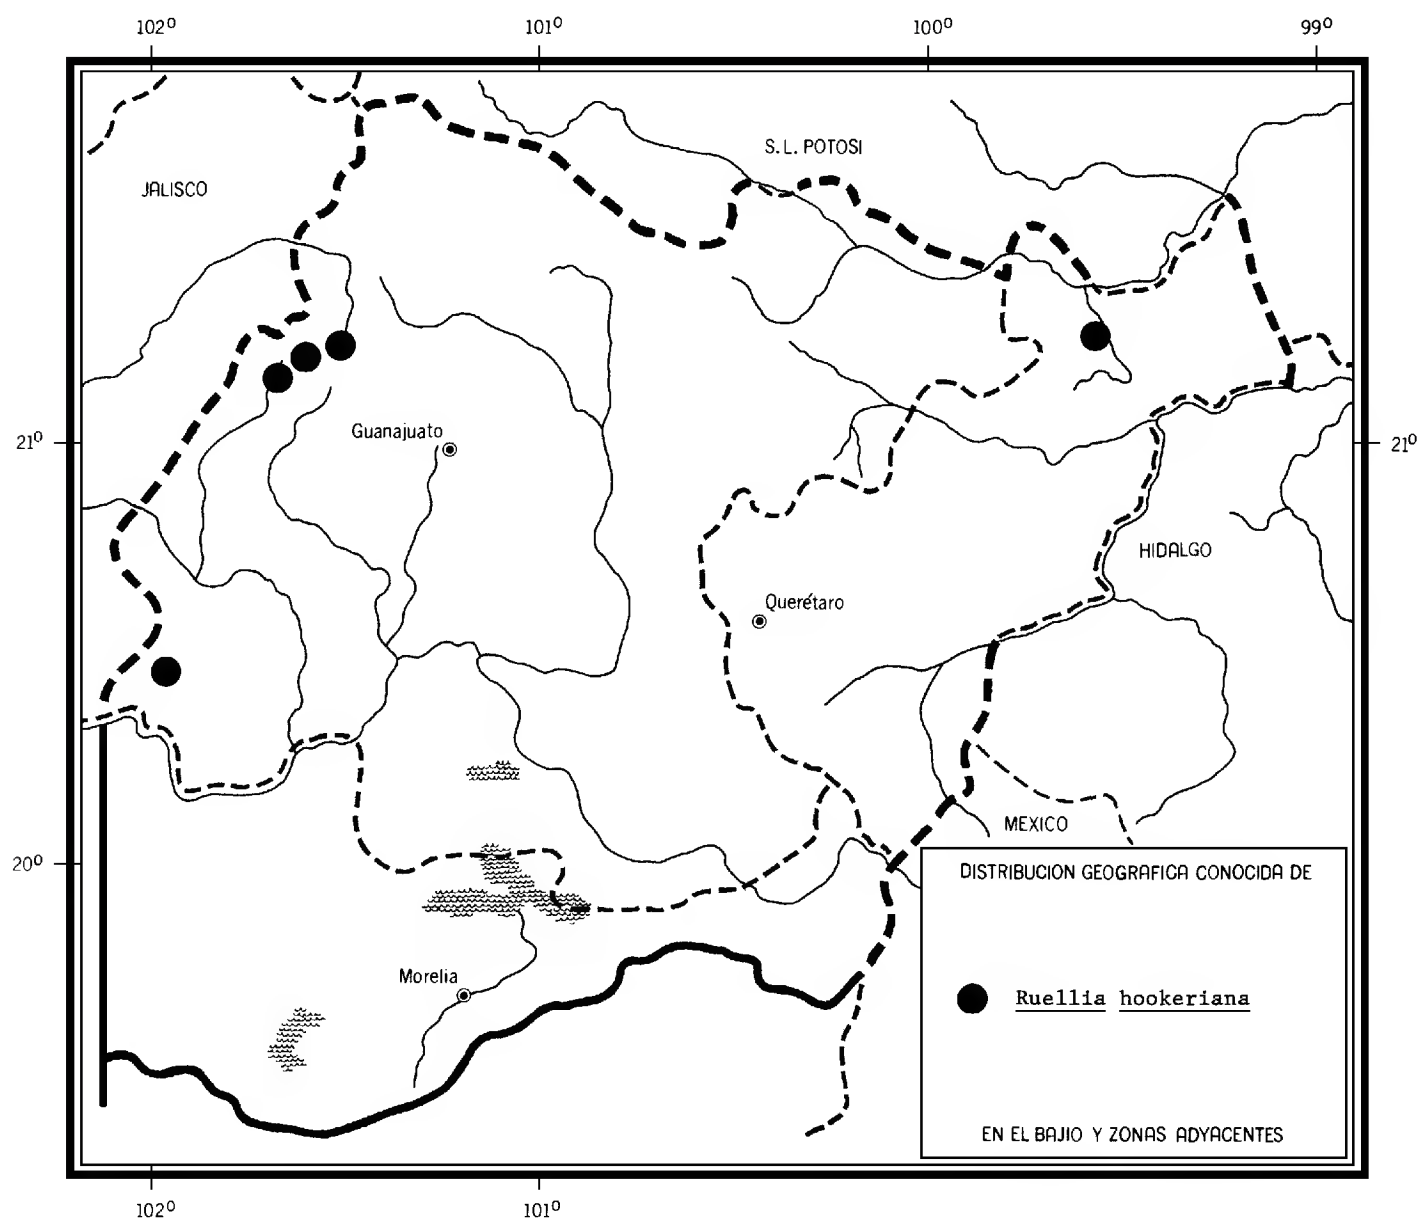 102º 101º 100º 99º
S. L. POTOSI
JALISCO
Guanajuato
21º 21º
HIDALGO
Querétaro
MEXICO
20º
DISTRIBUCION GEOGRAFICA CONOCIDA DE
Morelia
Ruellia hookeriana
EN EL BAJIO Y ZONAS ADYACENTES
102º 101º